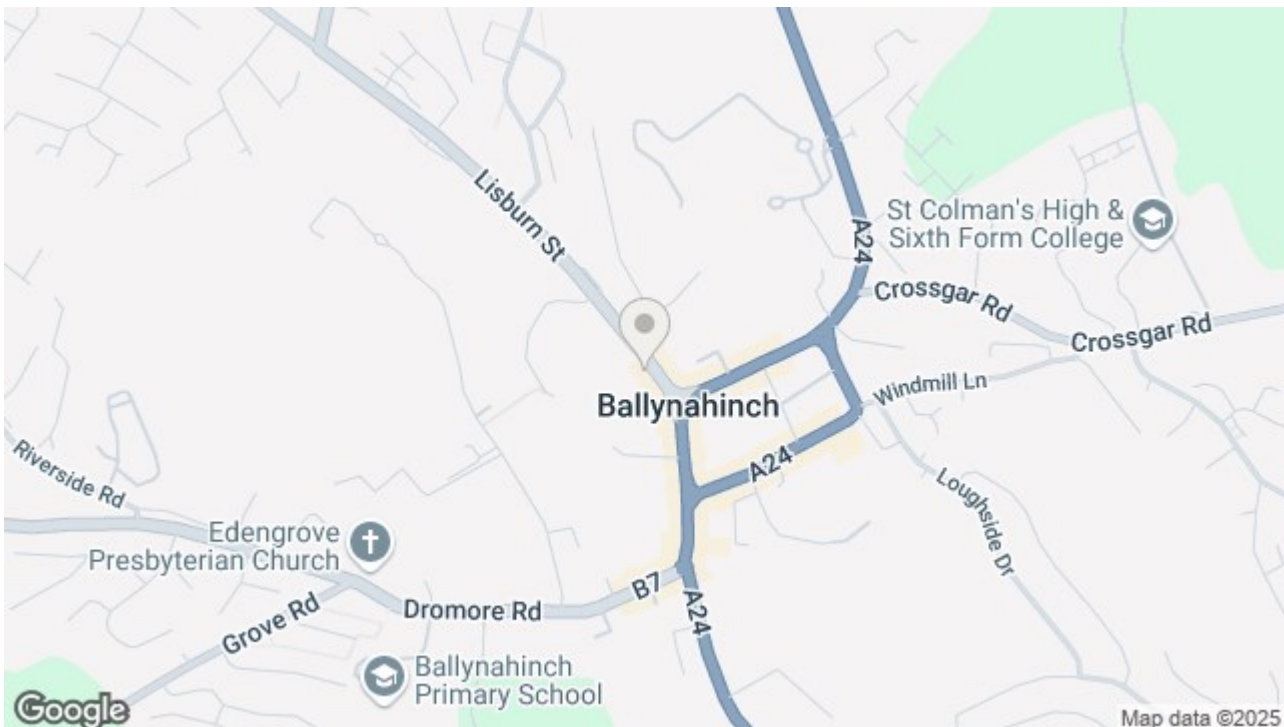 Lisburn St
A24
St Colman's High &
Sixth Form College
Crossgar Rd
Crossgar Rd
Windmill Ln
Ballynahinch
A24
Riverside Rd
Loughside Dr
Edengrove
Presbyterian Church
B7
A24
Dromore Rd
Grove Rd
Ballynahinch
Primary School
Google
Map data ©2025